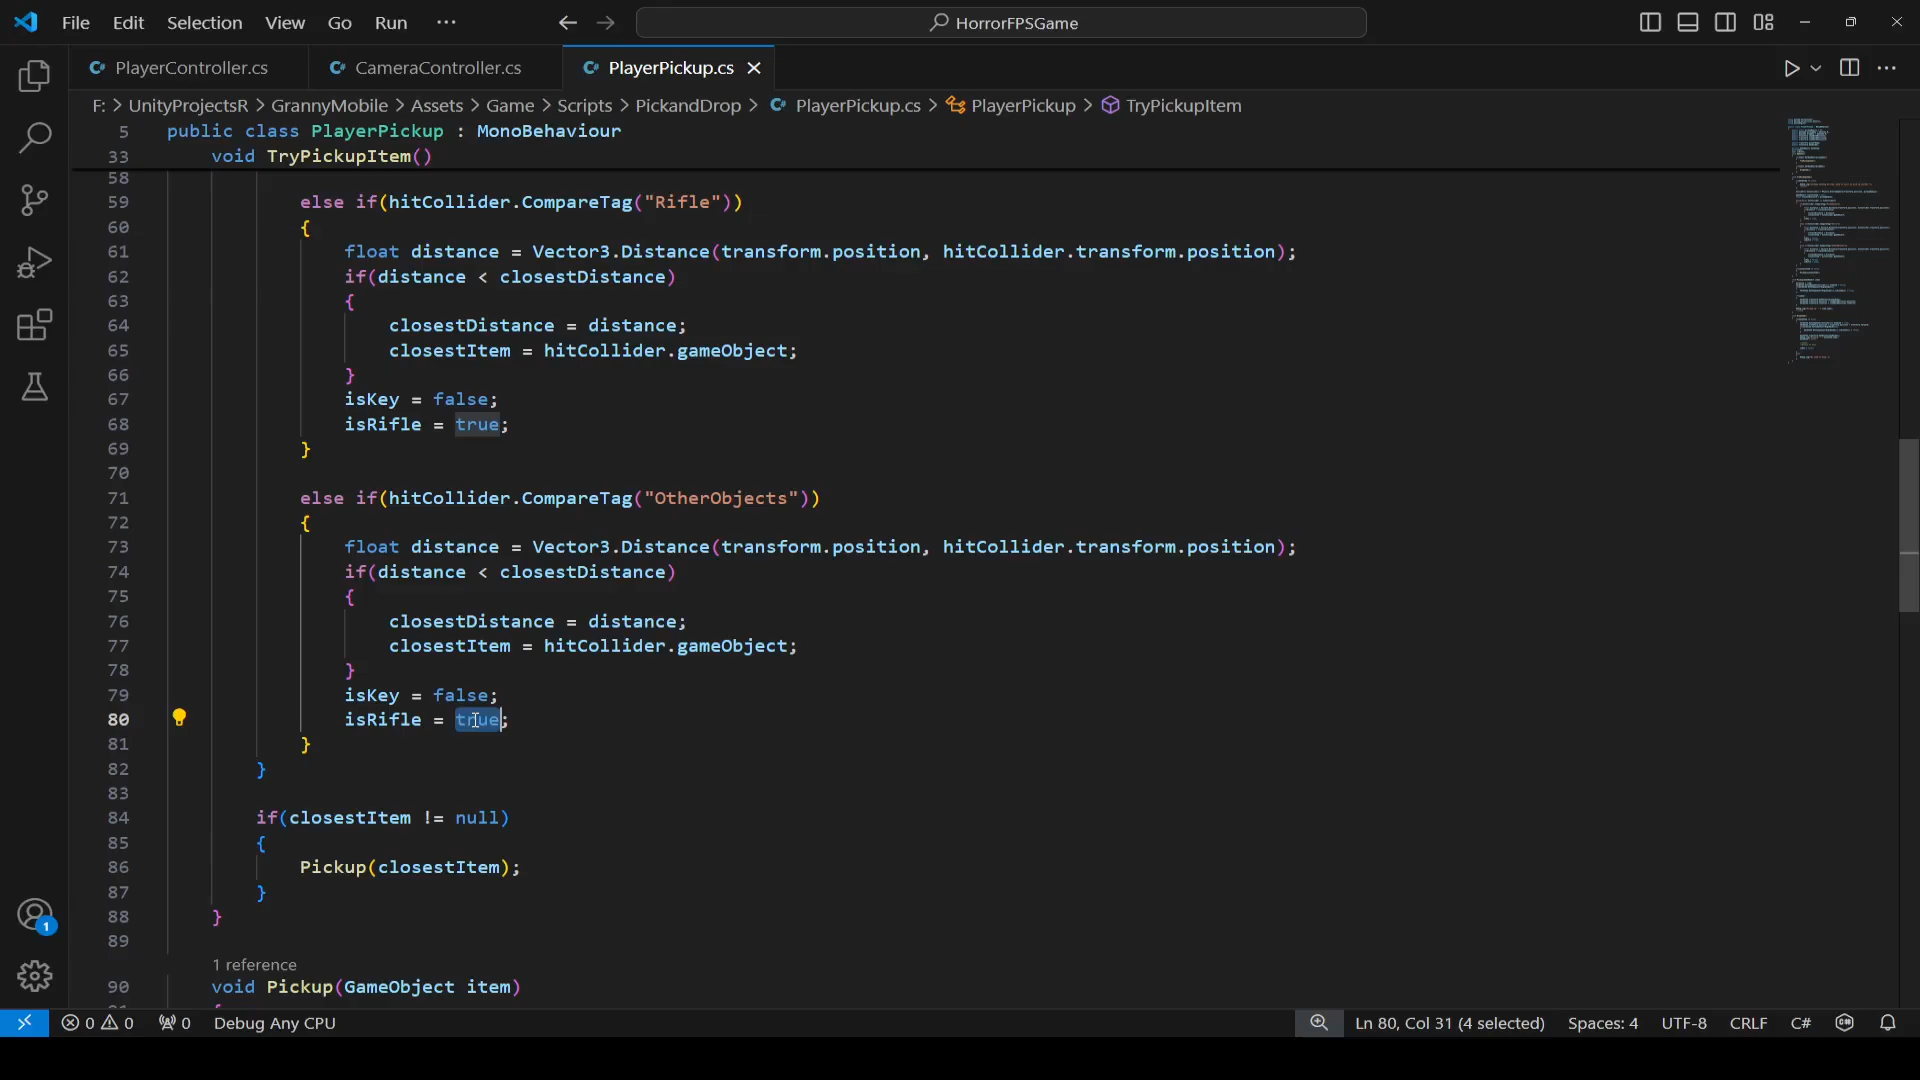 File Edit Selection View Go Run ··· HorrorFPSGame
PlayerController.cs CameraController.cs PlayerPickup.cs
F: > UnityProjectsR > GrannyMobile > Assets > Game > Scripts > PickandDrop > PlayerPickup.cs > PlayerPickup > TryPickupItem
5 public class PlayerPickup : MonoBehaviour
33 void TryPickupItem()
58
59 else if(hitCollider.CompareTag("Rifle"))
60 {
61 float distance = Vector3.Distance(transform.position, hitCollider.transform.position);
62 if(distance < closestDistance)
63 {
64 closestDistance = distance;
65 closestItem = hitCollider.gameObject;
66 }
67 isKey = false;
68 isRifle = true;
69 }
70
71 else if(hitCollider.CompareTag("OtherObjects"))
72 {
73 float distance = Vector3.Distance(transform.position, hitCollider.transform.position);
74 if(distance < closestDistance)
75 {
76 closestDistance = distance;
77 closestItem = hitCollider.gameObject;
78 }
79 isKey = false;
80 isRifle = true;
81 }
82 }
83
84 if(closestItem != null)
85 {
86 Pickup(closestItem);
87 }
88 }
89
1 reference
90 void Pickup(GameObject item)
1
0 0 0 Debug Any CPU Ln 80, Col 31 (4 selected) Spaces: 4 UTF-8 CRLF C#